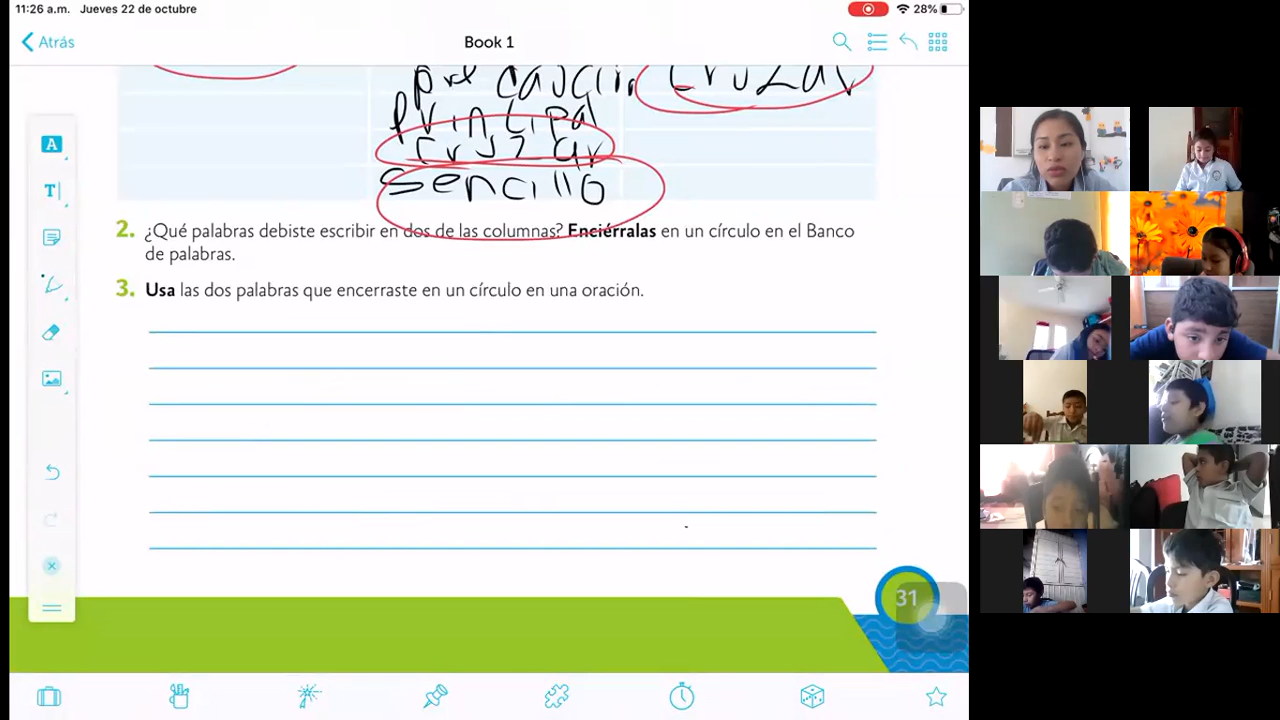 11:26 a.m. Jueves 22 de octubre
28%
Atrás
Book 1
cruzar
principal
cruzar
sencillo
2. ¿Qué palabras debiste escribir en dos de las columnas? Enciérralas en un círculo en el Banco
de palabras.
3. Usa las dos palabras que encerraste en un círculo en una oración.
A
T
31